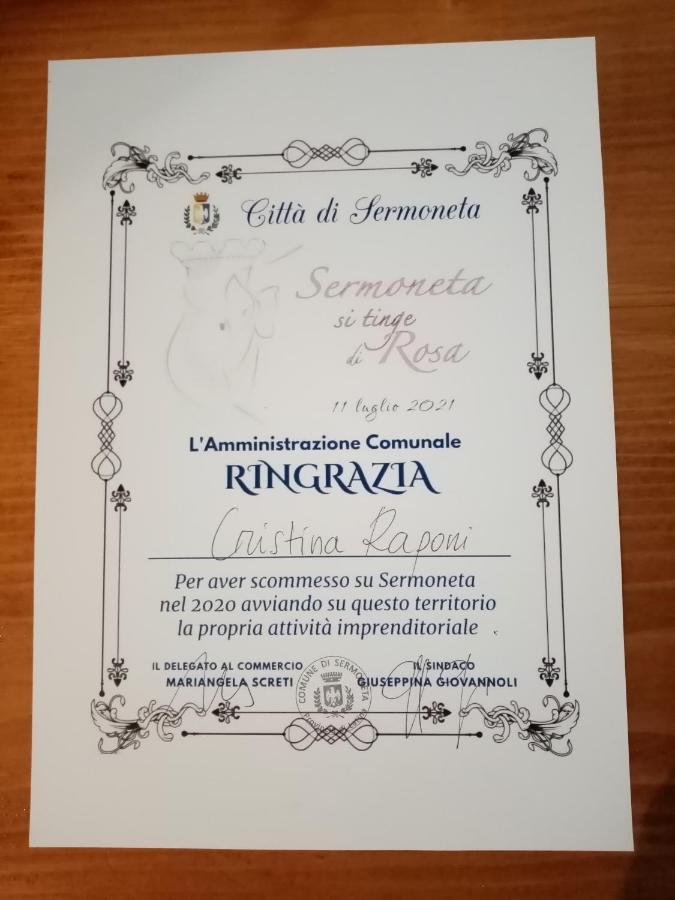 Città di Sermoneta
Sermoneta
si tinge
di Rosa
11 luglio 2021
L'Amministrazione Comunale
RINGRAZIA
Cristina Raponi
Per aver scommesso su Sermoneta
nel 2020 avviando su questo territorio
la propria attività imprenditoriale
IL DELEGATO AL COMMERCIO
MARIANGELA SCRETI
COMUNE DI SERMONETA
IL SINDACO
GIUSEPPINA GIOVANNOLI